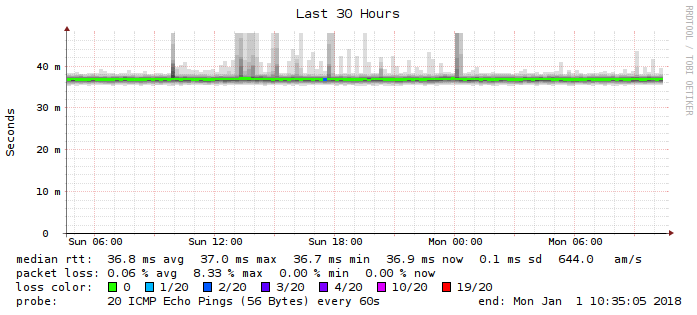 Last 30 Hours
RRDTOOL / TOBI OETIKER
Seconds
40 m
30 m
20 m
10 m
0
Sun 06:00 Sun 12:00 Sun 18:00 Mon 00:00 Mon 06:00
median rtt: 36.8 ms avg 37.0 ms max 36.7 ms min 36.9 ms now 0.1 ms sd 644.0 am/s
packet loss: 0.06 % avg 8.33 % max 0.00 % min 0.00 % now
loss color: 0 1/20 2/20 3/20 4/20 10/20 19/20
probe: 20 ICMP Echo Pings (56 Bytes) every 60s end: Mon Jan 1 10:35:05 2018